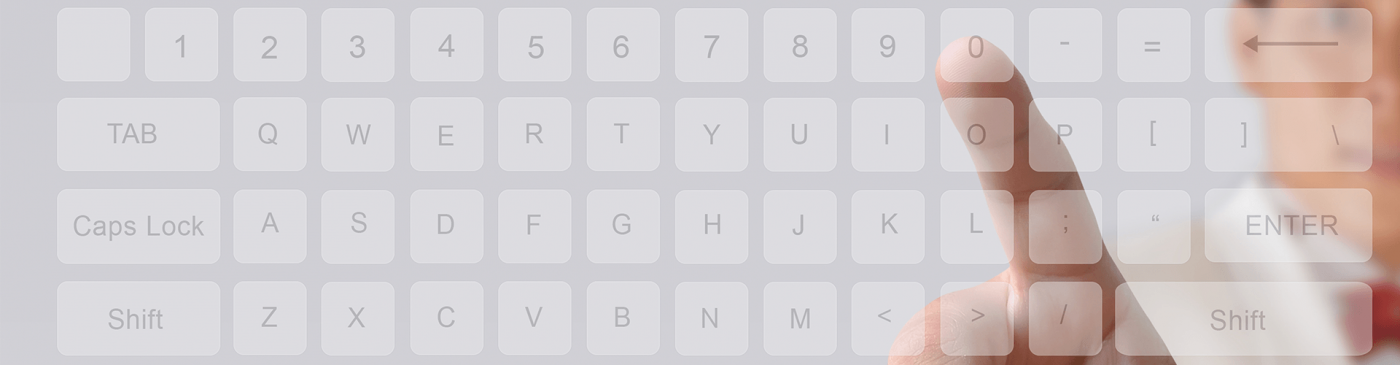 1 2 3 4 5 6 7 8 9 0 - =
TAB Q W E R T Y U I O P [ ] \
Caps Lock A S D F G H J K L ; “ ENTER
Shift Z X C V B N M < > / Shift